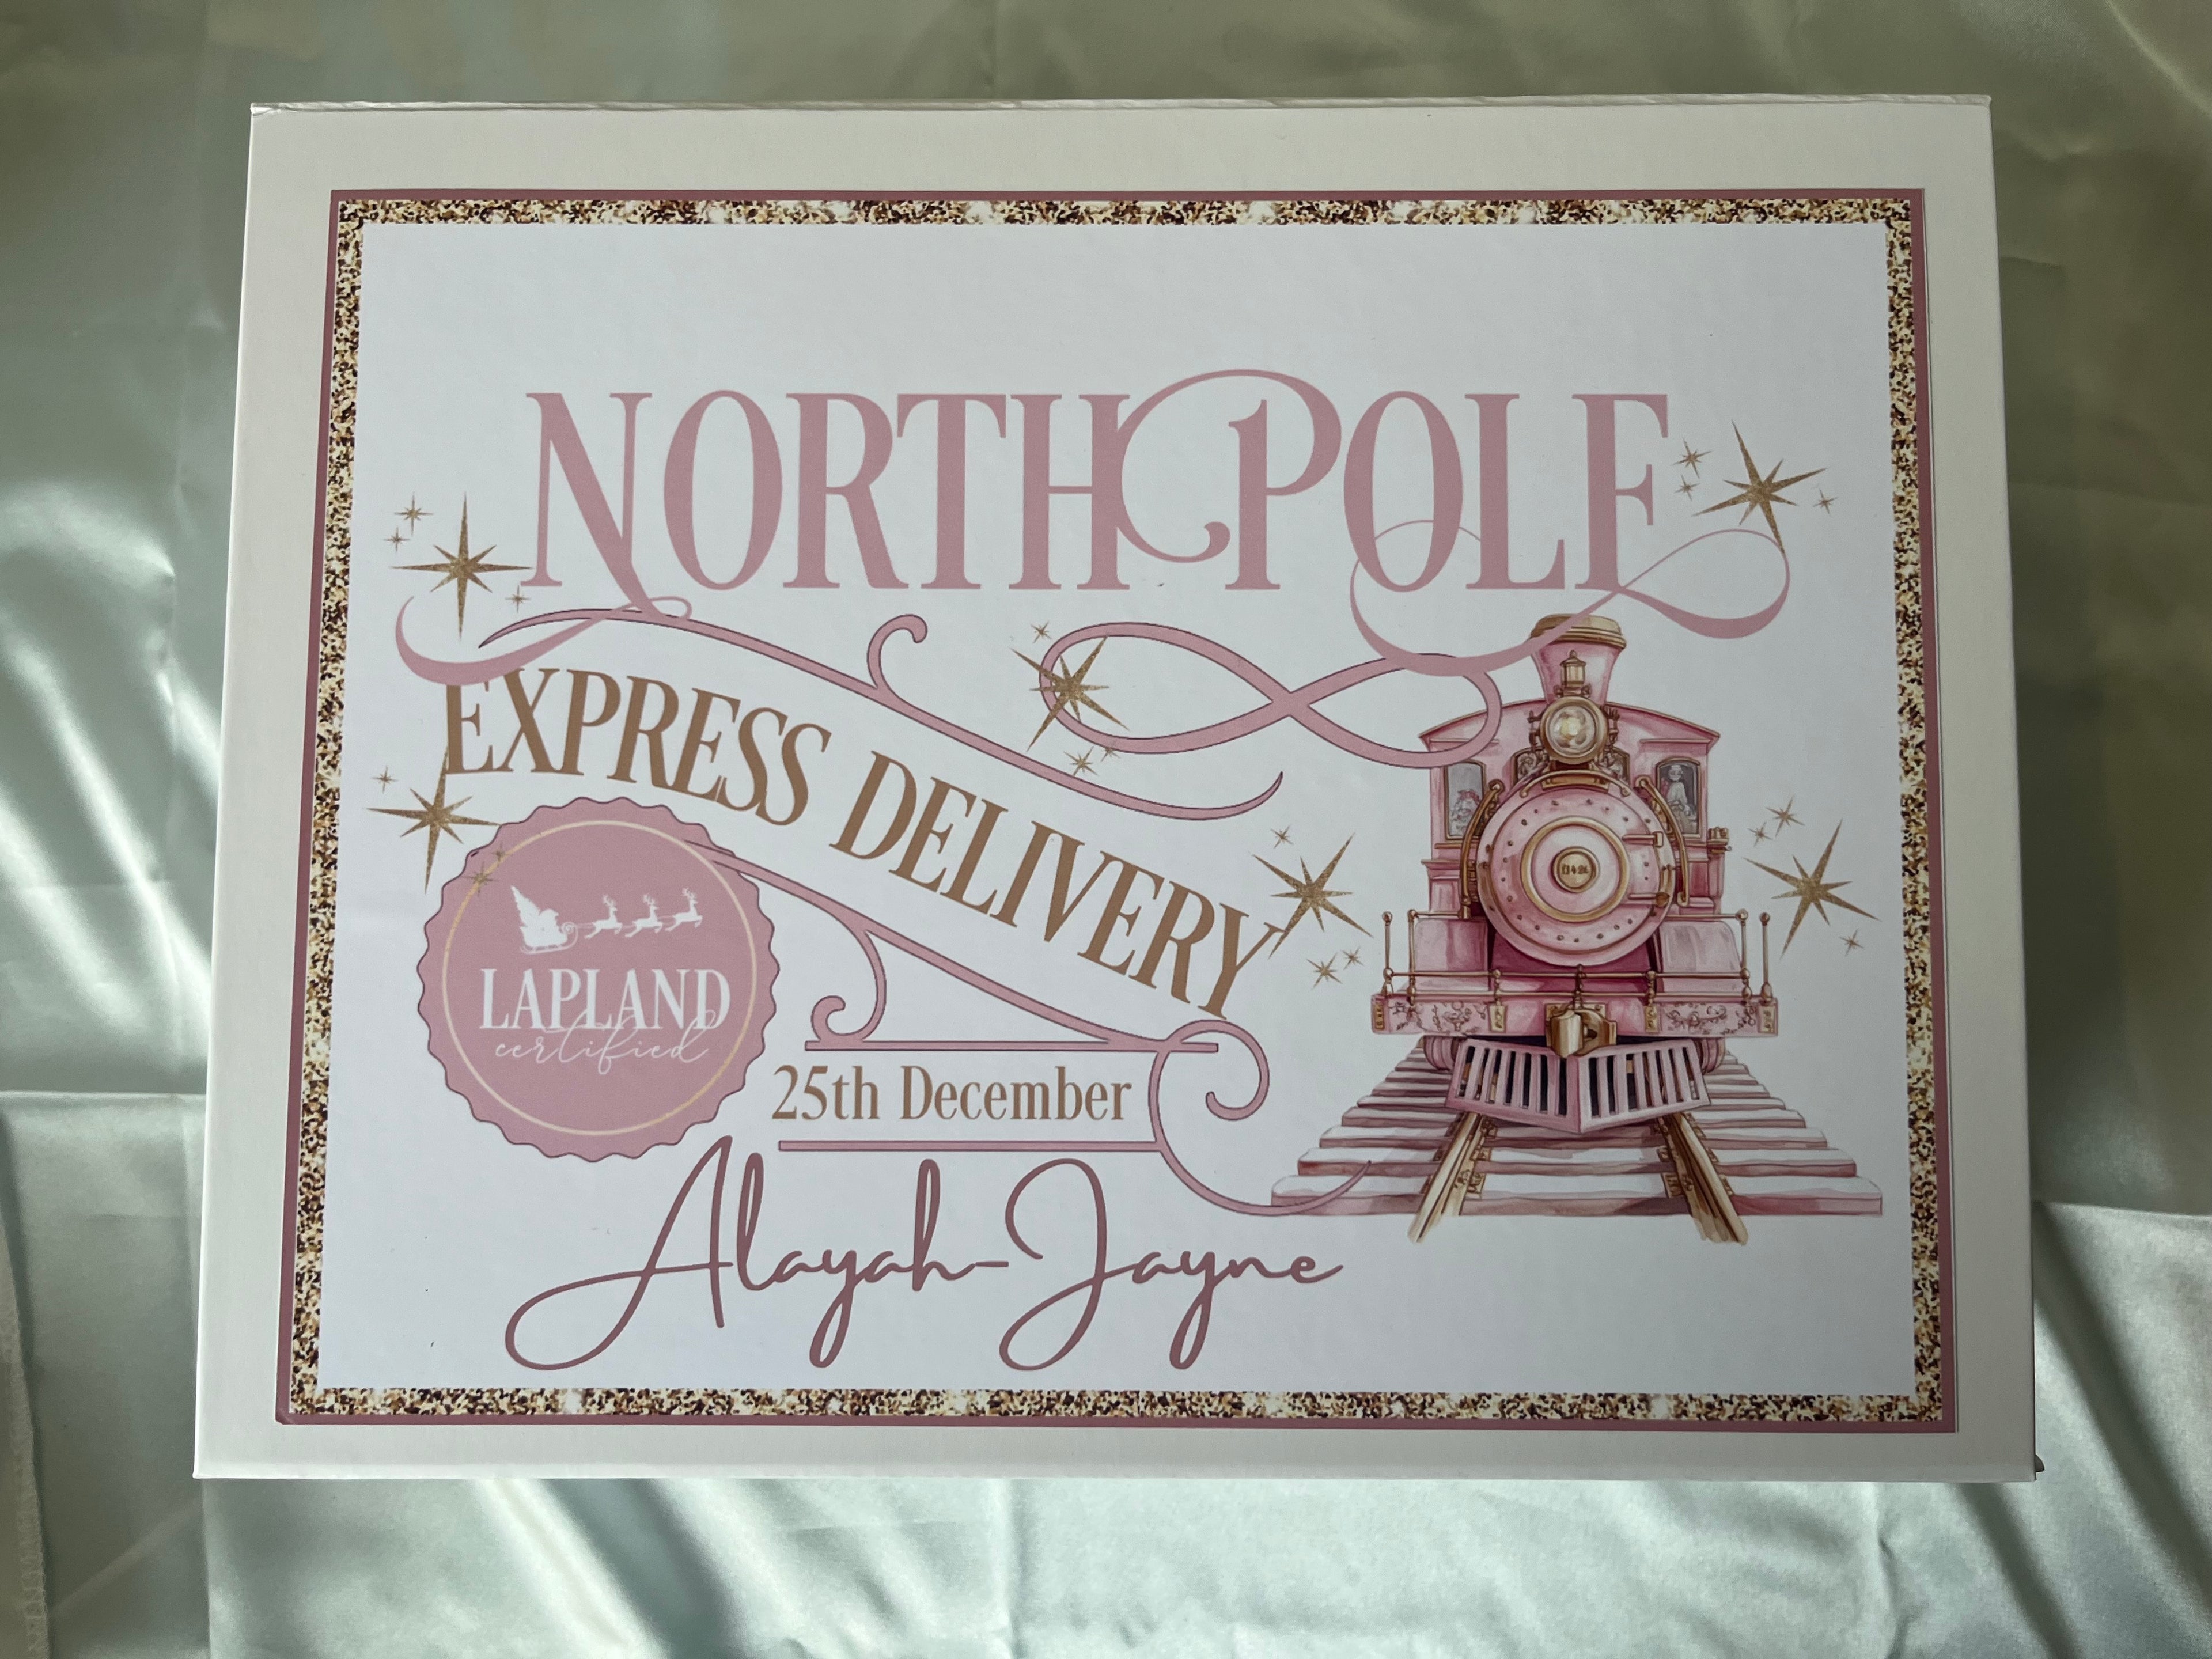 NORTH POLE
EXPRESS DELIVERY
LAPLAND
certified
25th December
Alayah-Jayne